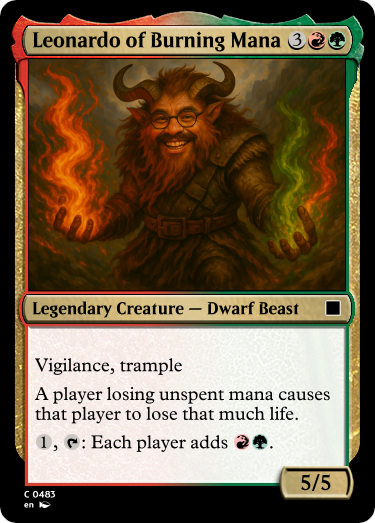 Leonardo of Burning Mana 3
Legendary Creature — Dwarf Beast
Vigilance, trample
A player losing unspent mana causes
that player to lose that much life.
1, : Each player adds .
5/5
C 0483
en